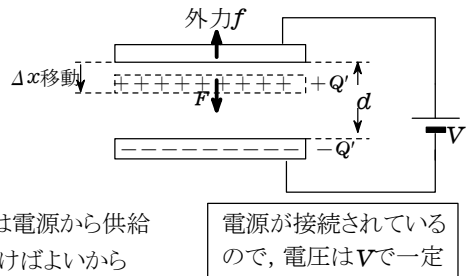 外力f
Δx移動
+ + + + + + + + +
+Q'
F
d
V
− − − − − − − − −
−Q'
は電源から供給
けばよいから
電源が接続されている
ので, 電圧はVで一定